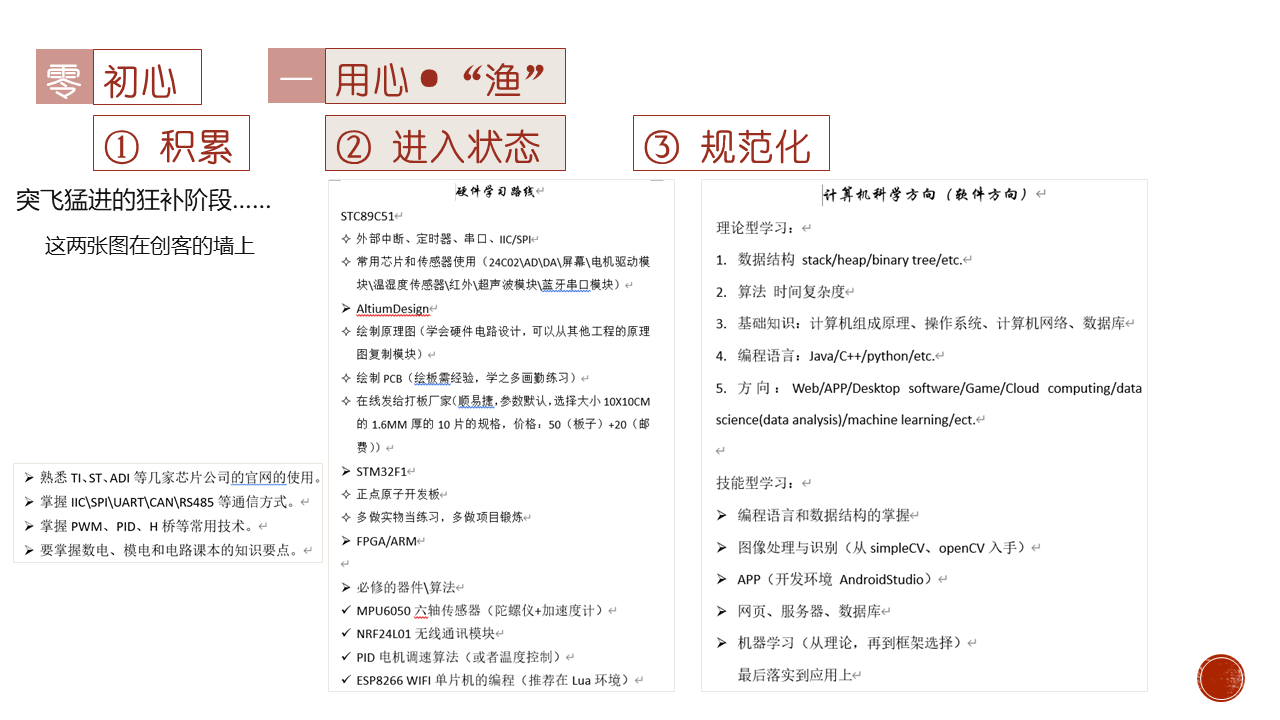 零 初心
一 用心•“渔”
① 积累
② 进入状态
③ 规范化
突飞猛进的狂补阶段……
这两张图在创客的墙上
➢ 熟悉 TI、ST、ADI 等几家芯片公司的官网的使用。
➢ 掌握 IIC\SPI\UART\CAN\RS485 等通信方式。
➢ 掌握 PWM、PID、H 桥等常用技术。
➢ 要掌握数电、模电和电路课本的知识要点。
硬件学习路线
STC89C51
✧ 外部中断、定时器、串口、IIC/SPI
✧ 常用芯片和传感器使用（24C02\AD\DA\屏幕\电机驱动模
块\温湿度传感器\红外\超声波模块\蓝牙串口模块）
➢ AltiumDesign
✧ 绘制原理图（学会硬件电路设计，可以从其他工程的原理
图复制模块）
✧ 绘制 PCB（绘板需经验，学之多画勤练习）
✧ 在线发给打板厂家（顺易捷，参数默认，选择大小 10X10CM
的 1.6MM 厚的 10 片的规格，价格：50（板子）+20（邮
费））
➢ STM32F1
✧ 正点原子开发板
✧ 多做实物当练习，多做项目锻炼
➢ FPGA/ARM
➢ 必修的器件\算法
✓ MPU6050 六轴传感器（陀螺仪+加速度计）
✓ NRF24L01 无线通讯模块
✓ PID 电机调速算法（或者温度控制）
✓ ESP8266 WIFI 单片机的编程（推荐在 Lua 环境）
计算机科学方向（软件方向）
理论型学习：
1. 数据结构 stack/heap/binary tree/etc.
2. 算法 时间复杂度
3. 基础知识：计算机组成原理、操作系统、计算机网络、数据库
4. 编程语言：Java/C++/python/etc.
5. 方向：Web/APP/Desktop software/Game/Cloud computing/data
science(data analysis)/machine learning/ect.
技能型学习：
➢ 编程语言和数据结构的掌握
➢ 图像处理与识别（从 simpleCV、openCV 入手）
➢ APP（开发环境 AndroidStudio）
➢ 网页、服务器、数据库
➢ 机器学习（从理论，再到框架选择）
最后落实到应用上